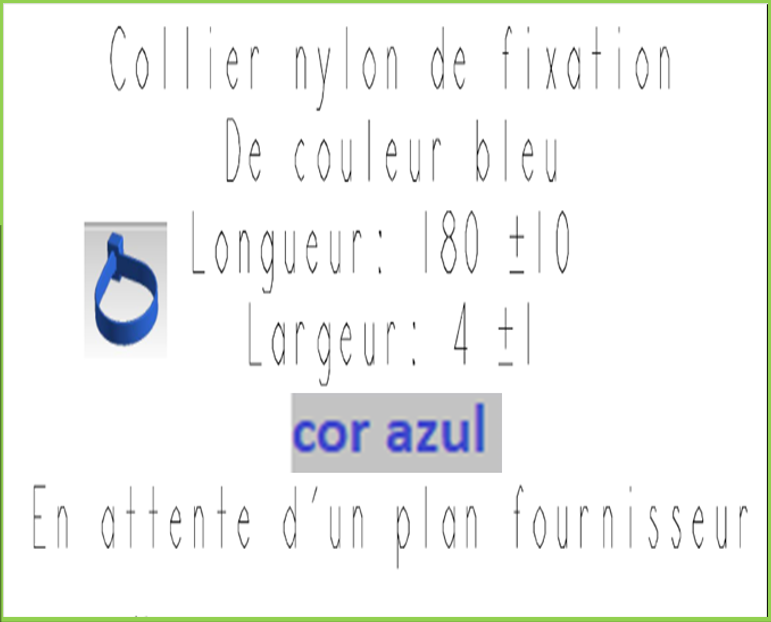 Collier nylon de fixation
De couleur bleu
Longueur: 180 ±10
Largeur: 4 ±1
cor azul
En attente d'un plan fournisseur